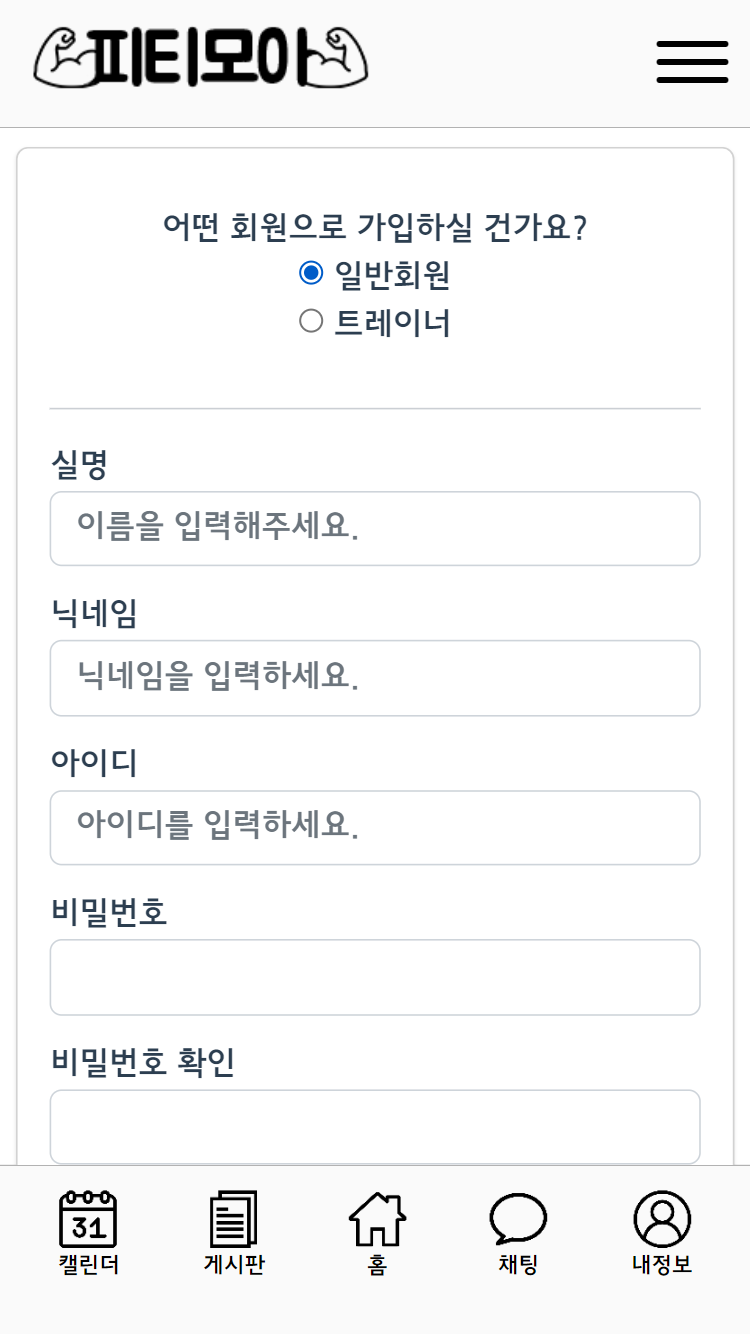 피티모아
어떤 회원으로 가입하실 건가요?
일반회원
트레이너
실명
이름을 입력해주세요.
닉네임
닉네임을 입력하세요.
아이디
아이디를 입력하세요.
비밀번호
비밀번호 확인
31
캘린더 게시판 홈 채팅 내정보